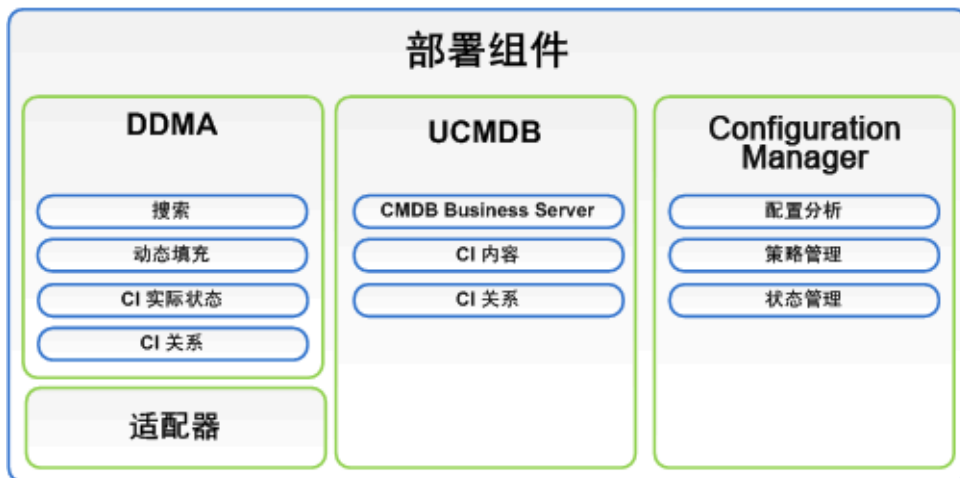 部署组件
DDMA
搜索
动态填充
CI 实际状态
CI 关系
适配器
UCMDB
CMDB Business Server
CI 内容
CI 关系
Configuration
Manager
配置分析
策略管理
状态管理